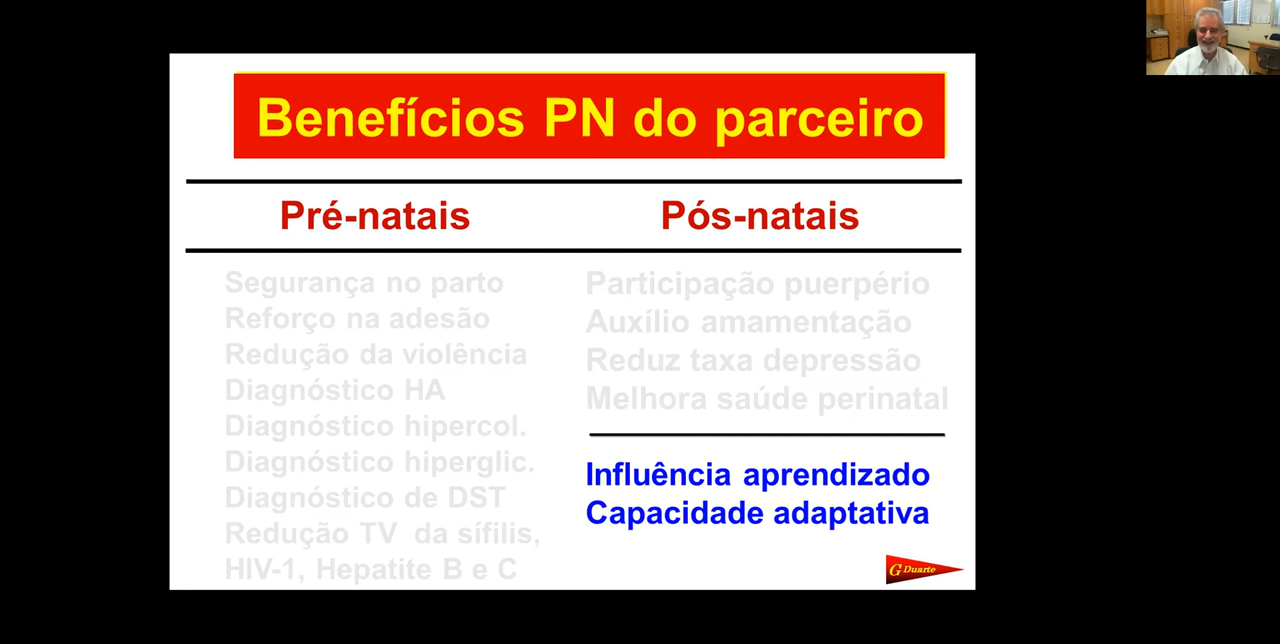 Benefícios PN do parceiro
Pré-natais
Pós-natais
Segurança no parto
Reforço na adesão
Redução da violência
Diagnóstico HA
Diagnóstico hipercol.
Diagnóstico hiperglic.
Diagnóstico de DST
Redução TV da sífilis,
HIV-1, Hepatite B e C
Participação puerpério
Auxílio amamentação
Reduz taxa depressão
Melhora saúde perinatal
Influência aprendizado
Capacidade adaptativa
G Duarte